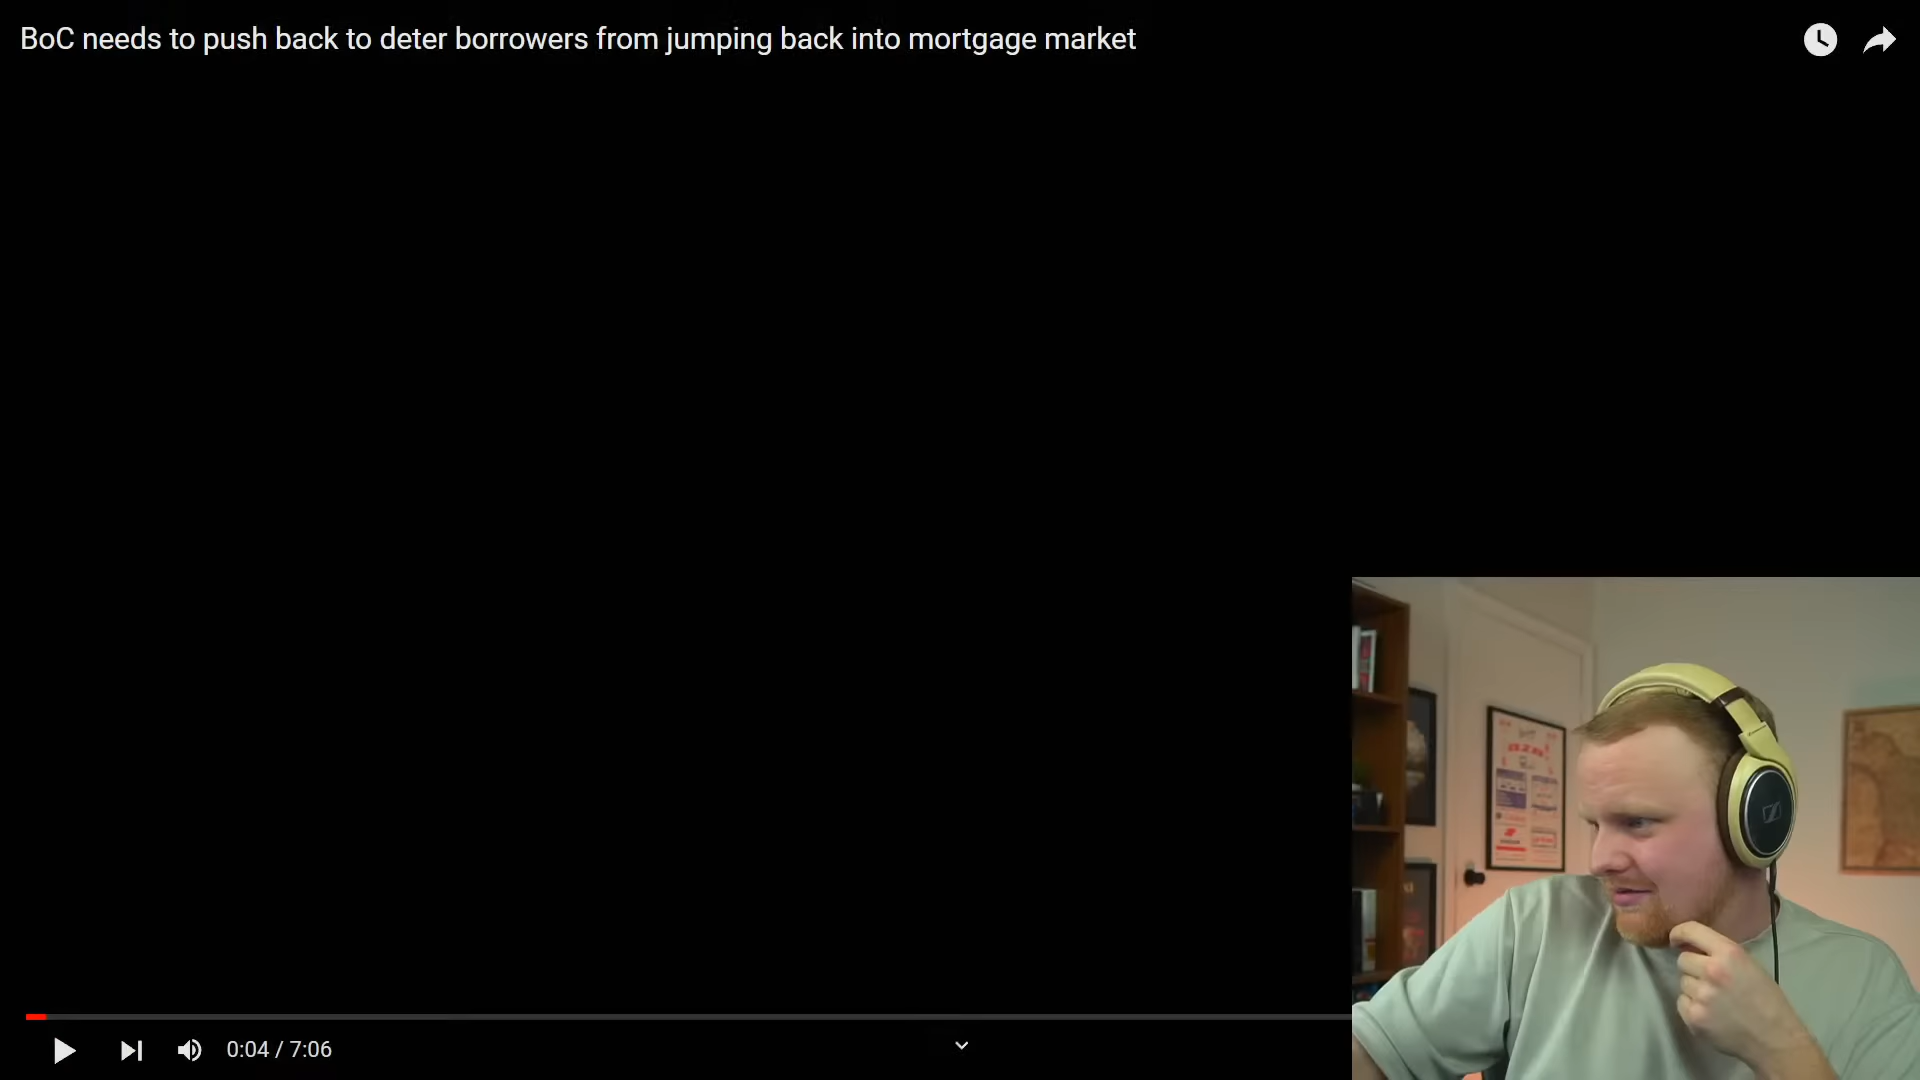 BoC needs to push back to deter borrowers from jumping back into mortgage market
0:04 / 7:06